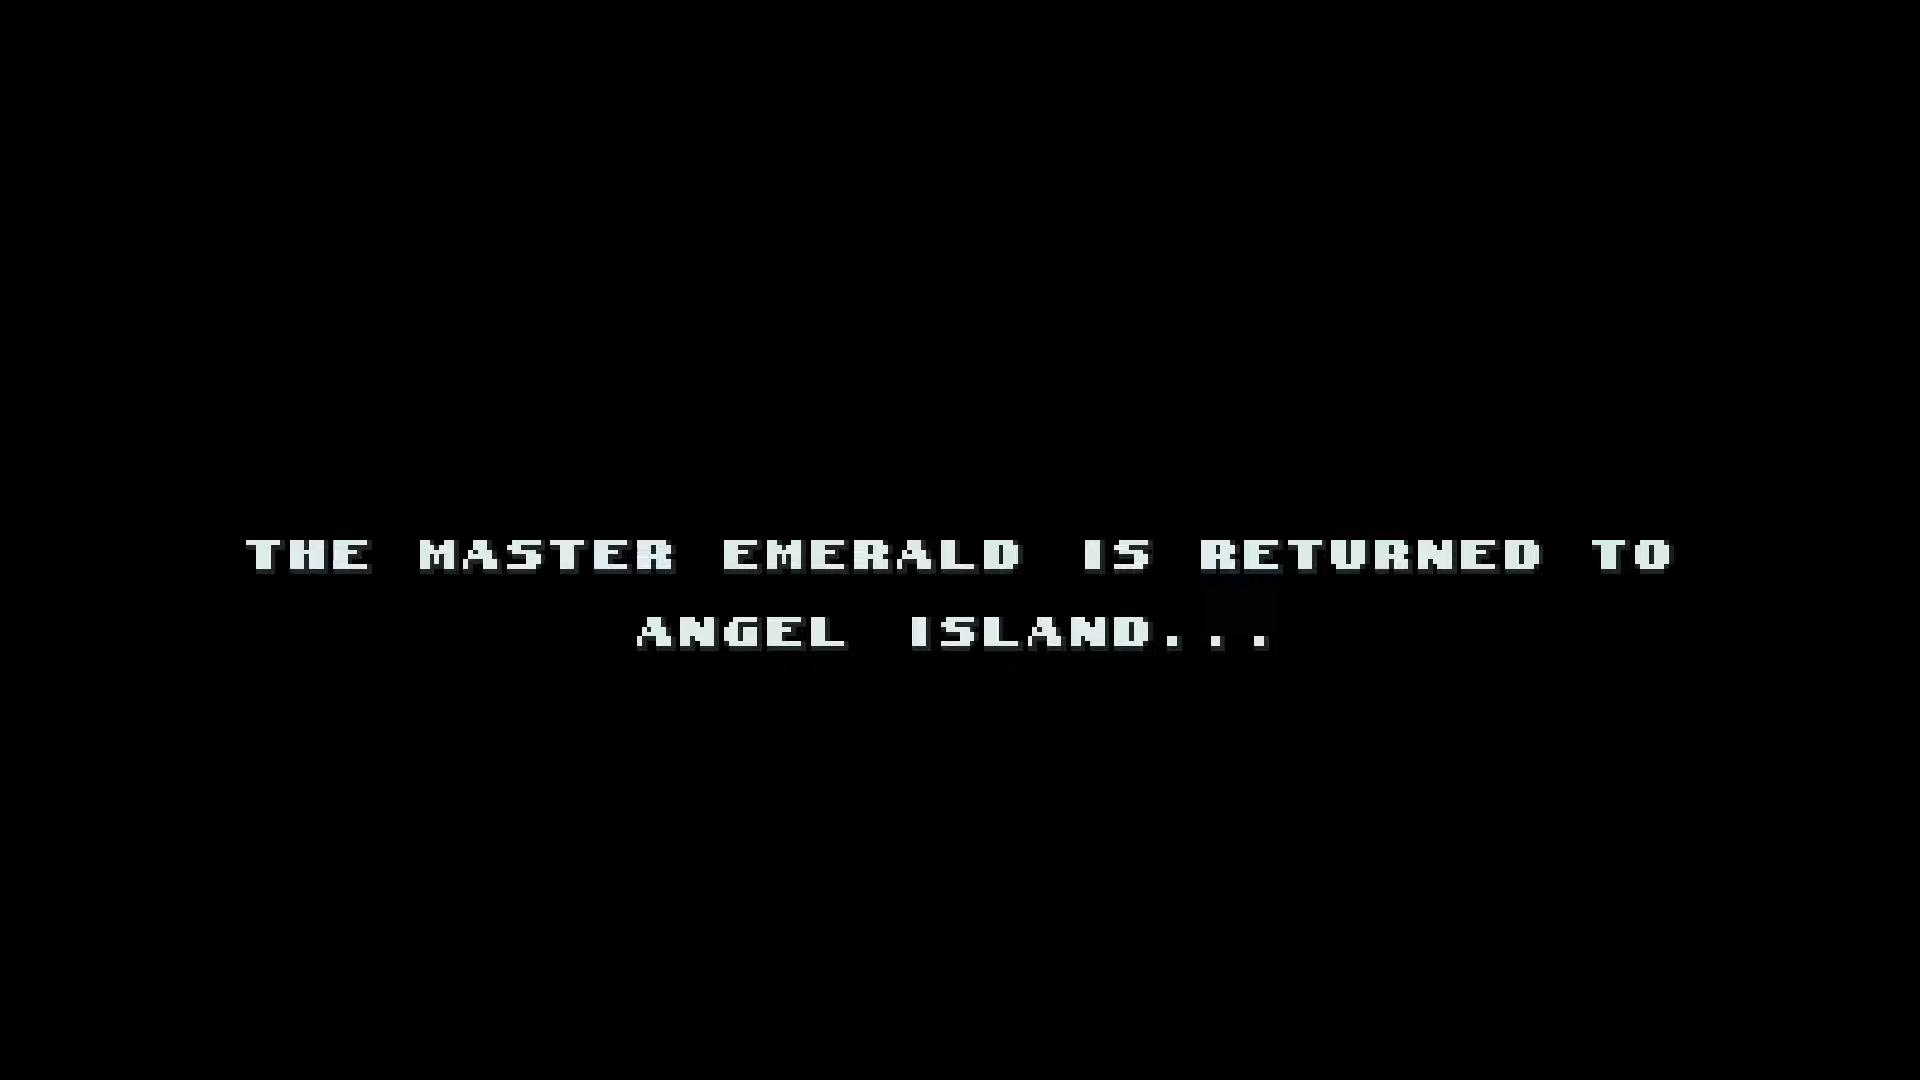 THE MASTER EMERALD IS RETURNED TO
ANGEL ISLAND...